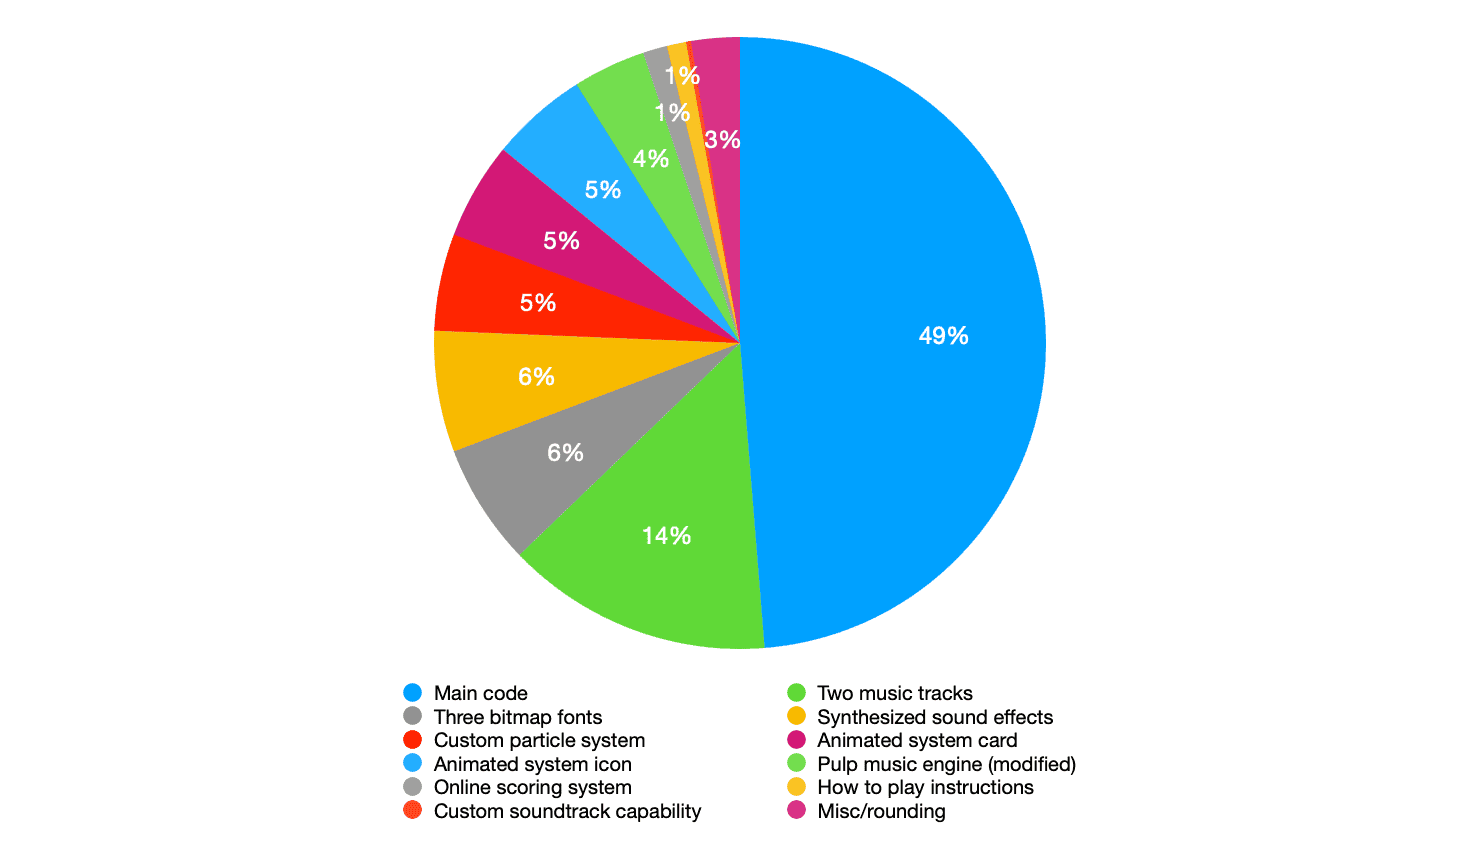 1%
1%
3%
4%
5%
5%
5%
49%
6%
6%
14%
Main code
Two music tracks
Three bitmap fonts
Synthesized sound effects
Custom particle system
Animated system card
Animated system icon
Pulp music engine (modified)
Online scoring system
How to play instructions
Custom soundtrack capability
Misc/rounding